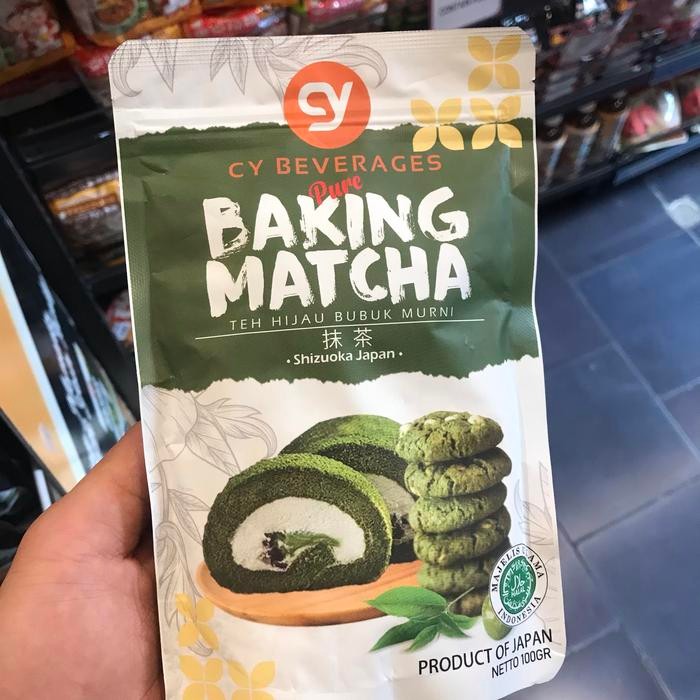 cy
CY BEVERAGES
Pure
BAKING
MATCHA
TEH HIJAU BUBUK MURNI
抹茶
• Shizuoka Japan •
MAJELIS ULAMA
HALAL
INDONESIA
PRODUCT OF JAPAN
NETTO 100GR